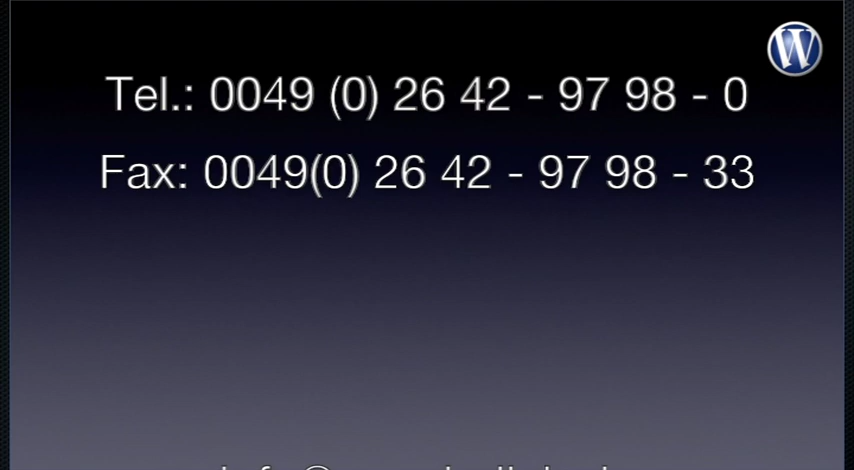 W
Tel.: 0049 (0) 26 42 - 97 98 - 0
Fax: 0049(0) 26 42 - 97 98 - 33